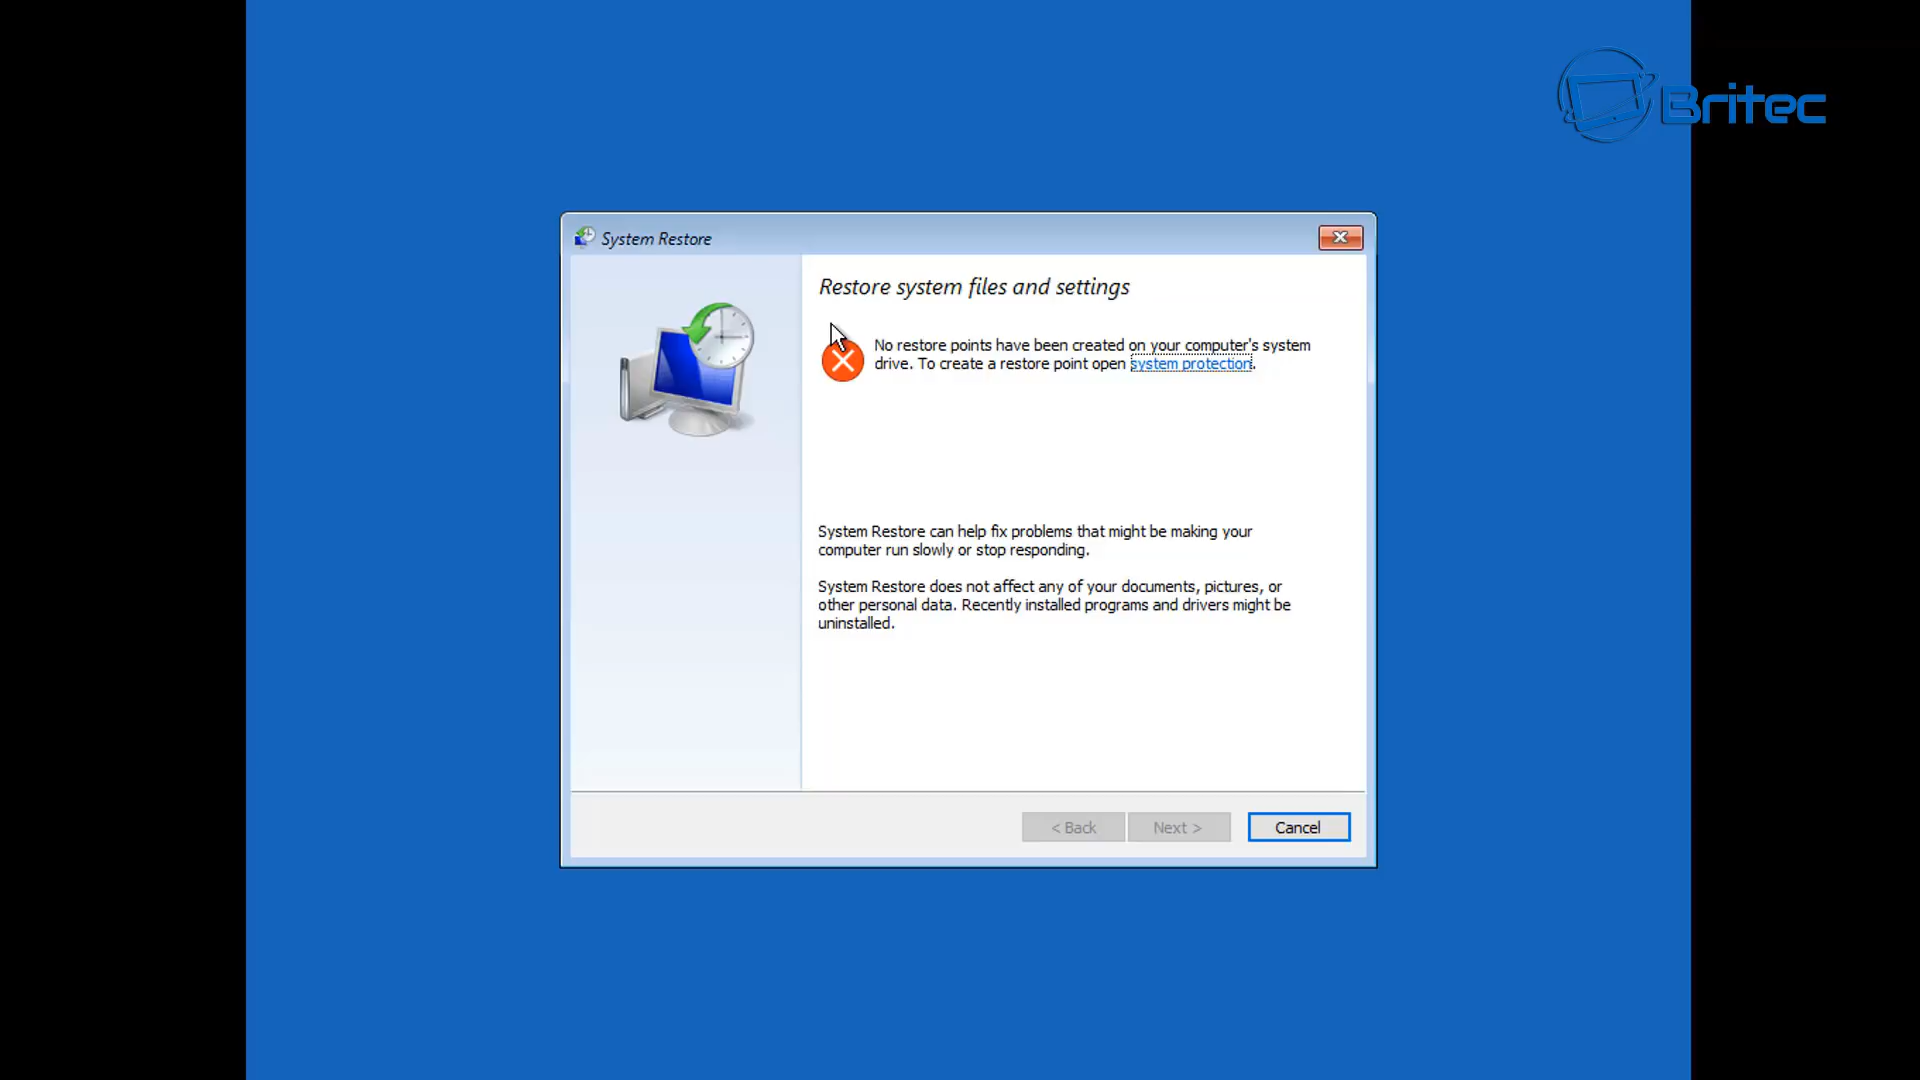 Britec
System Restore
Restore system files and settings
No restore points have been created on your computer's system
drive. To create a restore point open system protection.
System Restore can help fix problems that might be making your
computer run slowly or stop responding.
System Restore does not affect any of your documents, pictures, or
other personal data. Recently installed programs and drivers might be
uninstalled.
< Back
Next >
Cancel